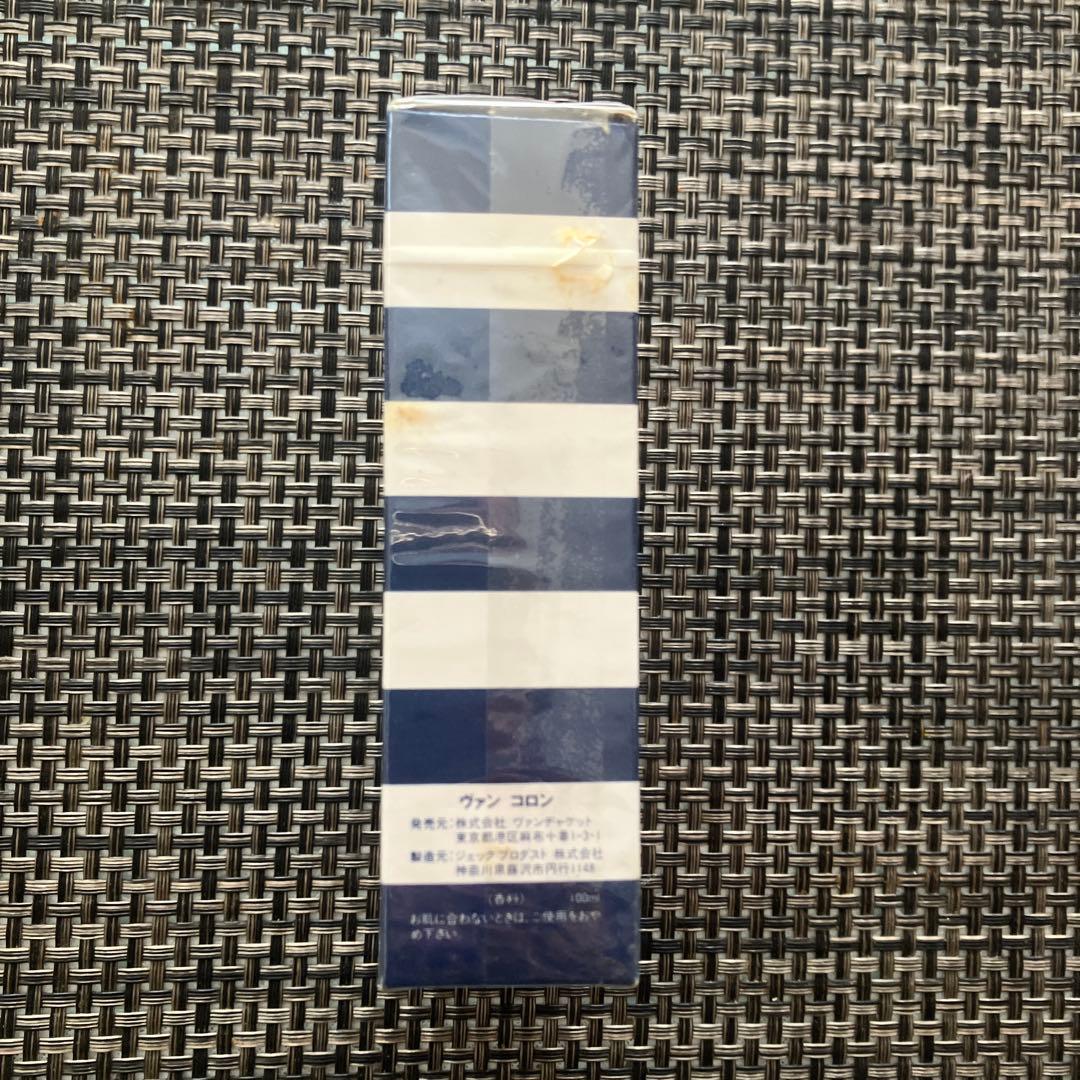 ヴァン コロン
発売元:株式会社 ヴァンヂャケット
東京都港区麻布十番1-3-1
製造元:ジェックプロダスト 株式会社
神奈川県藤沢市円行1148
(香料) 100ml
お肌に合わないときは、ご使用をおや
め下さい。